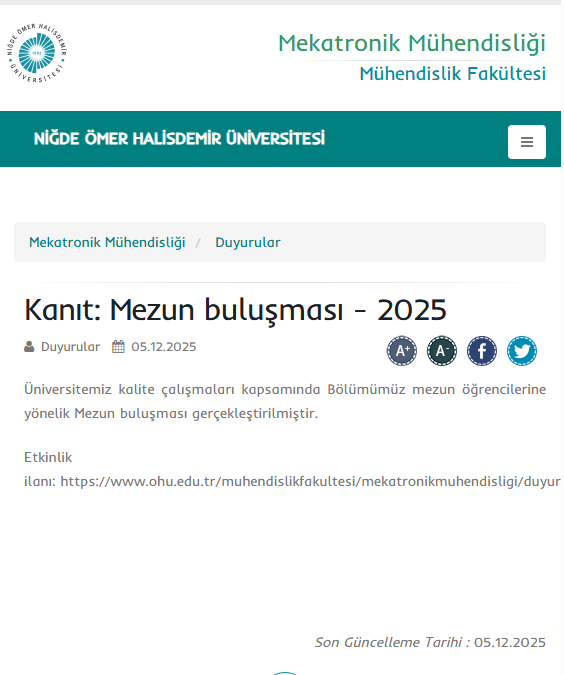 NİĞDE ÖMER HALİSDEMİR
ÜNİVERSİTESİ
Mekatronik Mühendisliği
Mühendislik Fakültesi
NİĞDE ÖMER HALİSDEMİR ÜNİVERSİTESİ
Mekatronik Mühendisliği / Duyurular
Kanıt: Mezun buluşması - 2025
Duyurular 05.12.2025
A+ A-
Üniversitemiz kalite çalışmaları kapsamında Bölümümüz mezun öğrencilerine
yönelik Mezun buluşması gerçekleştirilmiştir.
Etkinlik
ilanı: https://www.ohu.edu.tr/muhendislikfakultesi/mekatronikmuhendisligi/duyur
Son Güncelleme Tarihi : 05.12.2025